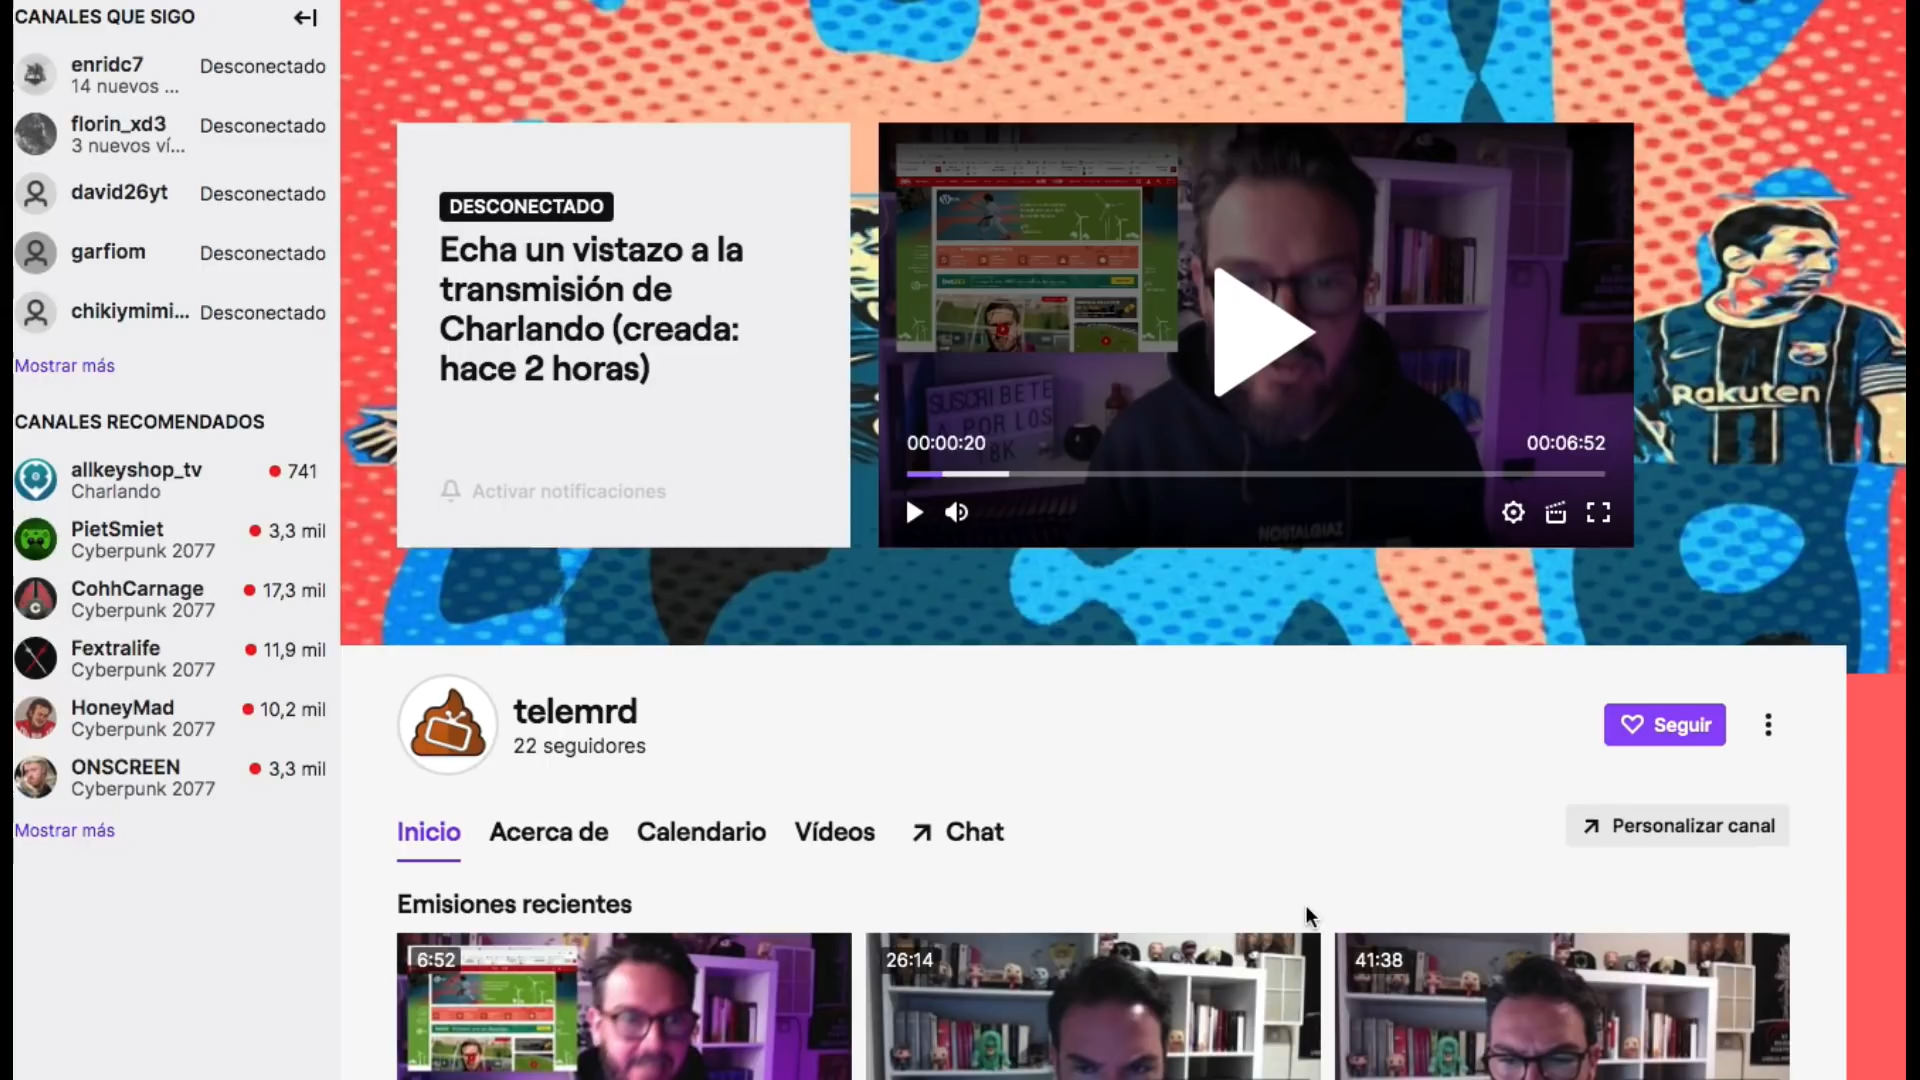 CANALES QUE SIGO
enridc7
Desconectado
14 nuevos ...
florin_xd3
Desconectado
3 nuevos ví...
david26yt
Desconectado
garfiom
Desconectado
chikiymimi...
Desconectado
Mostrar más
CANALES RECOMENDADOS
allkeyshop_tv
741
Charlando
PietSmiet
3,3 mil
Cyberpunk 2077
CohhCarnage
17,3 mil
Cyberpunk 2077
Fextralife
11,9 mil
Cyberpunk 2077
HoneyMad
10,2 mil
Cyberpunk 2077
ONSCREEN
3,3 mil
Cyberpunk 2077
Mostrar más
DESCONECTADO
Echa un vistazo a la
transmisión de
Charlando (creada:
hace 2 horas)
Activar notificaciones
SUSCRIBETE
A POR LOS
8K
00:00:20
00:06:52
NOSTALGIAZ
Rakuten
telemrd
22 seguidores
Seguir
Inicio
Acerca de
Calendario
Vídeos
Chat
Personalizar canal
Emisiones recientes
6:52
26:14
41:38